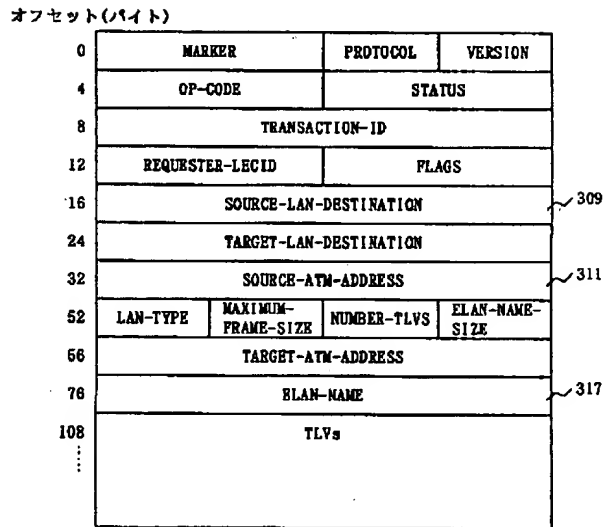 オフセット(バイト)
0 MARKER PROTOCOL VERSION
4 OP-CODE STATUS
8 TRANSACTION-ID
12 REQUESTER-LECID FLAGS
16 SOURCE-LAN-DESTINATION 309
24 TARGET-LAN-DESTINATION
32 SOURCE-ATM-ADDRESS 311
52 LAN-TYPE MAXIMUM-FRAME-SIZE NUMBER-TLVS ELAN-NAME-SIZE
56 TARGET-ATM-ADDRESS
76 ELAN-NAME 317
108 TLVs